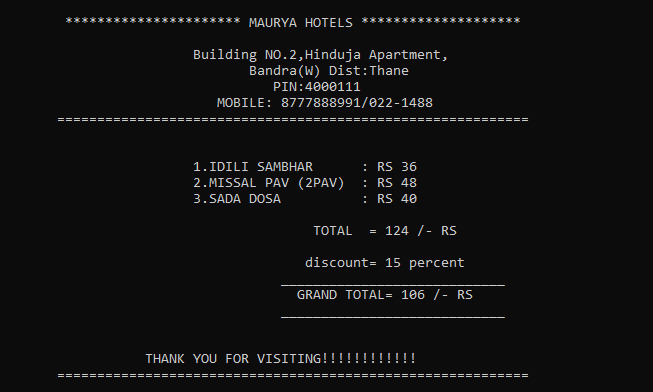 ********************** MAURYA HOTELS ********************
Building NO.2,Hinduja Apartment,
Bandra(W) Dist:Thane
PIN:4000111
MOBILE: 8777888991/022-1488
===========================================================
1.IDILI SAMBHAR      : RS 36
2.MISSAL PAV (2PAV)  : RS 48
3.SADA DOSA          : RS 40
TOTAL  = 124 /- RS
discount= 15 percent
____________________________
GRAND TOTAL= 106 /- RS
____________________________
THANK YOU FOR VISITING!!!!!!!!!!!!
===========================================================